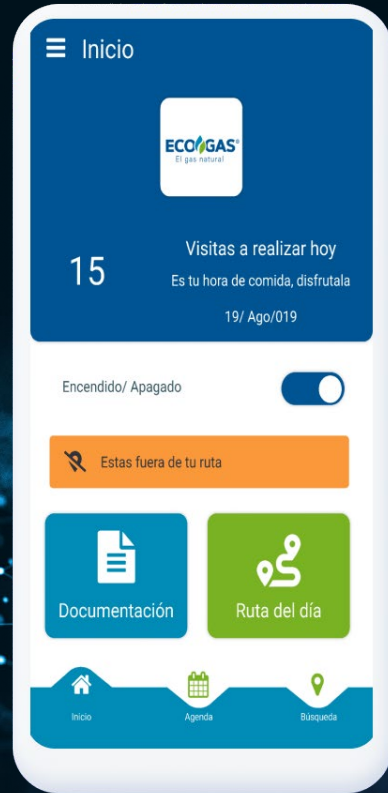 Inicio
ECOGAS®
El gas natural
15
Visitas a realizar hoy
Es tu hora de comida, disfrutala
19/ Ago/019
Encendido/ Apagado
Estas fuera de tu ruta
Documentación
Ruta del día
Inicio
Agenda
Búsqueda